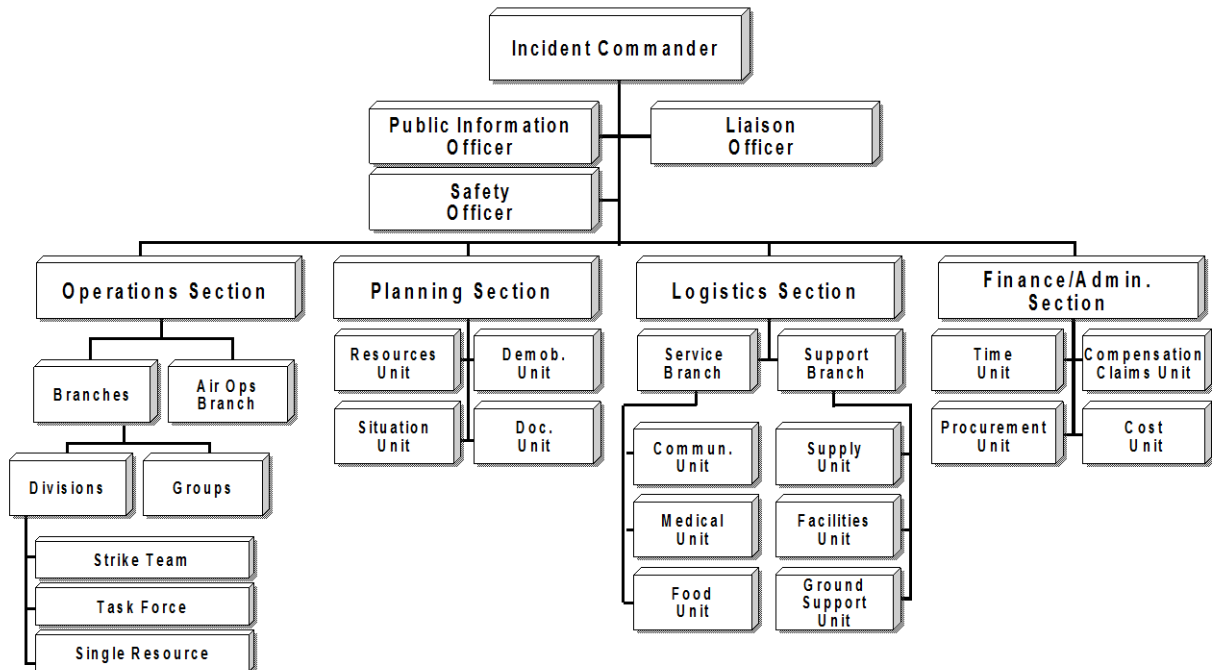 Incident Commander
Public Information
Officer
Liaison
Officer
Safety
Officer
Operations Section
Planning Section
Logistics Section
Finance/Admin.
Section
Branches
Air Ops
Branch
Divisions
Groups
Strike Team
Task Force
Single Resource
Resources
Unit
Demob.
Unit
Situation
Unit
Doc.
Unit
Service
Branch
Support
Branch
Commun.
Unit
Supply
Unit
Medical
Unit
Facilities
Unit
Food
Unit
Ground
Support
Unit
Time
Unit
Compensation
Claims Unit
Procurement
Unit
Cost
Unit